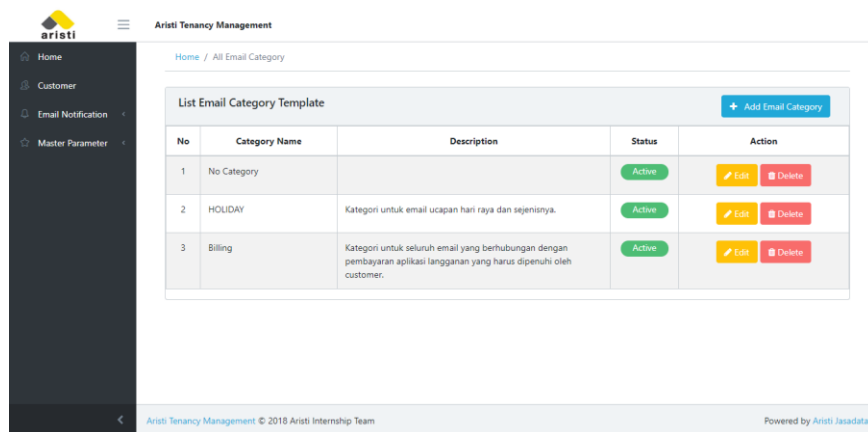 aristi
Aristi Tenancy Management
Home
Customer
Email Notification
Master Parameter
Home / All Email Category
List Email Category Template
+ Add Email Category
No Category Name Description Status Action
1 No Category Active Edit Delete
2 HOLIDAY Kategori untuk email ucapan hari raya dan sejenisnya. Active Edit Delete
3 Billing Kategori untuk seluruh email yang berhubungan dengan Active Edit Delete
pembayaran aplikasi langganan yang harus dipenuhi oleh
customer.
Aristi Tenancy Management © 2018 Aristi Internship Team Powered by Aristi Jasadata